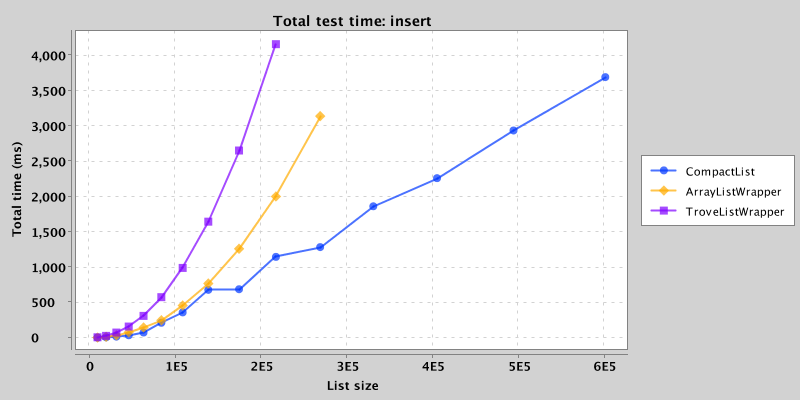 Total test time: insert
Total time (ms)
4,000
3,500
3,000
2,500
2,000
1,500
1,000
500
0
0 1E5 2E5 3E5 4E5 5E5 6E5
List size
CompactList
ArrayListWrapper
TroveListWrapper